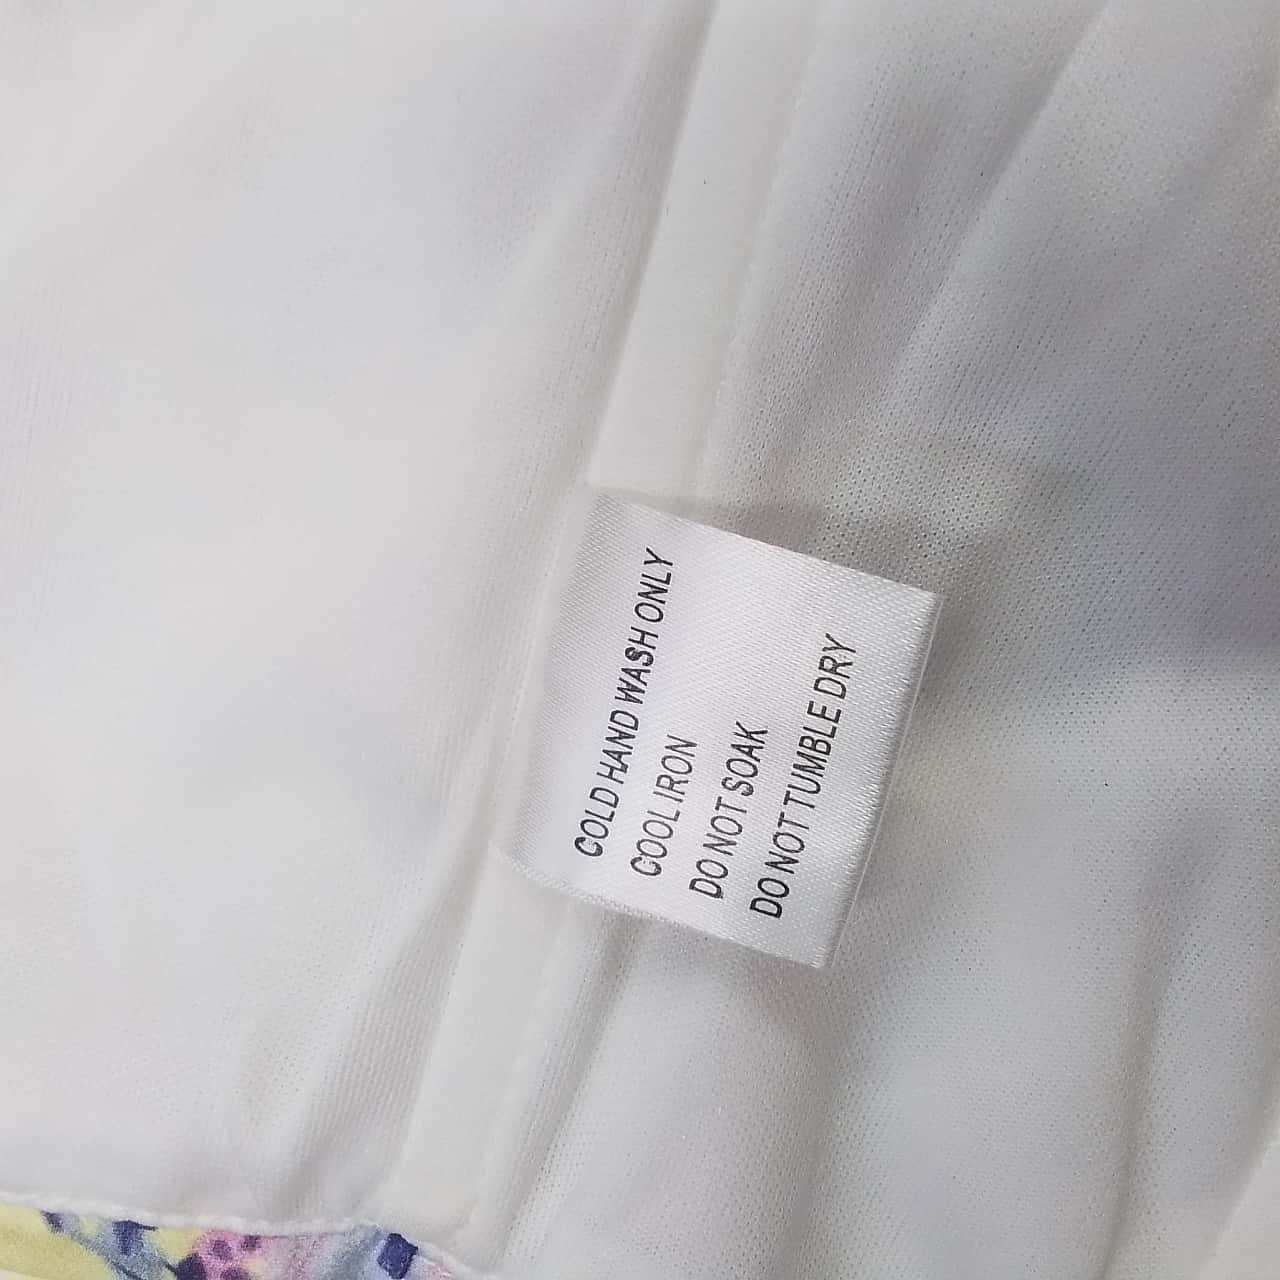 COLD HAND WASH ONLY
COOL IRON
DO NOT SOAK
DO NOT TUMBLE DRY